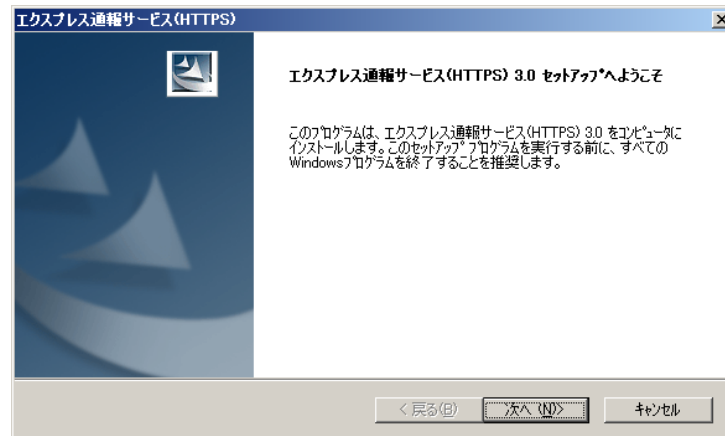 エクスプレス通報サービス(HTTPS)
エクスプレス通報サービス(HTTPS) 3.0 ｾｯﾄｱｯﾌﾟへようこそ
このﾌﾟﾛｸﾞﾗﾑは、エクスプレス通報サービス(HTTPS) 3.0 をｺﾝﾋﾟｭｰﾀに
ｲﾝｽﾄｰﾙします。このｾｯﾄｱｯﾌﾟ ﾌﾟﾛｸﾞﾗﾑを実行する前に、すべての
Windowsﾌﾟﾛｸﾞﾗﾑを終了することを推奨します。
< 戻る(B)
次へ (N)>
ｷｬﾝｾﾙ